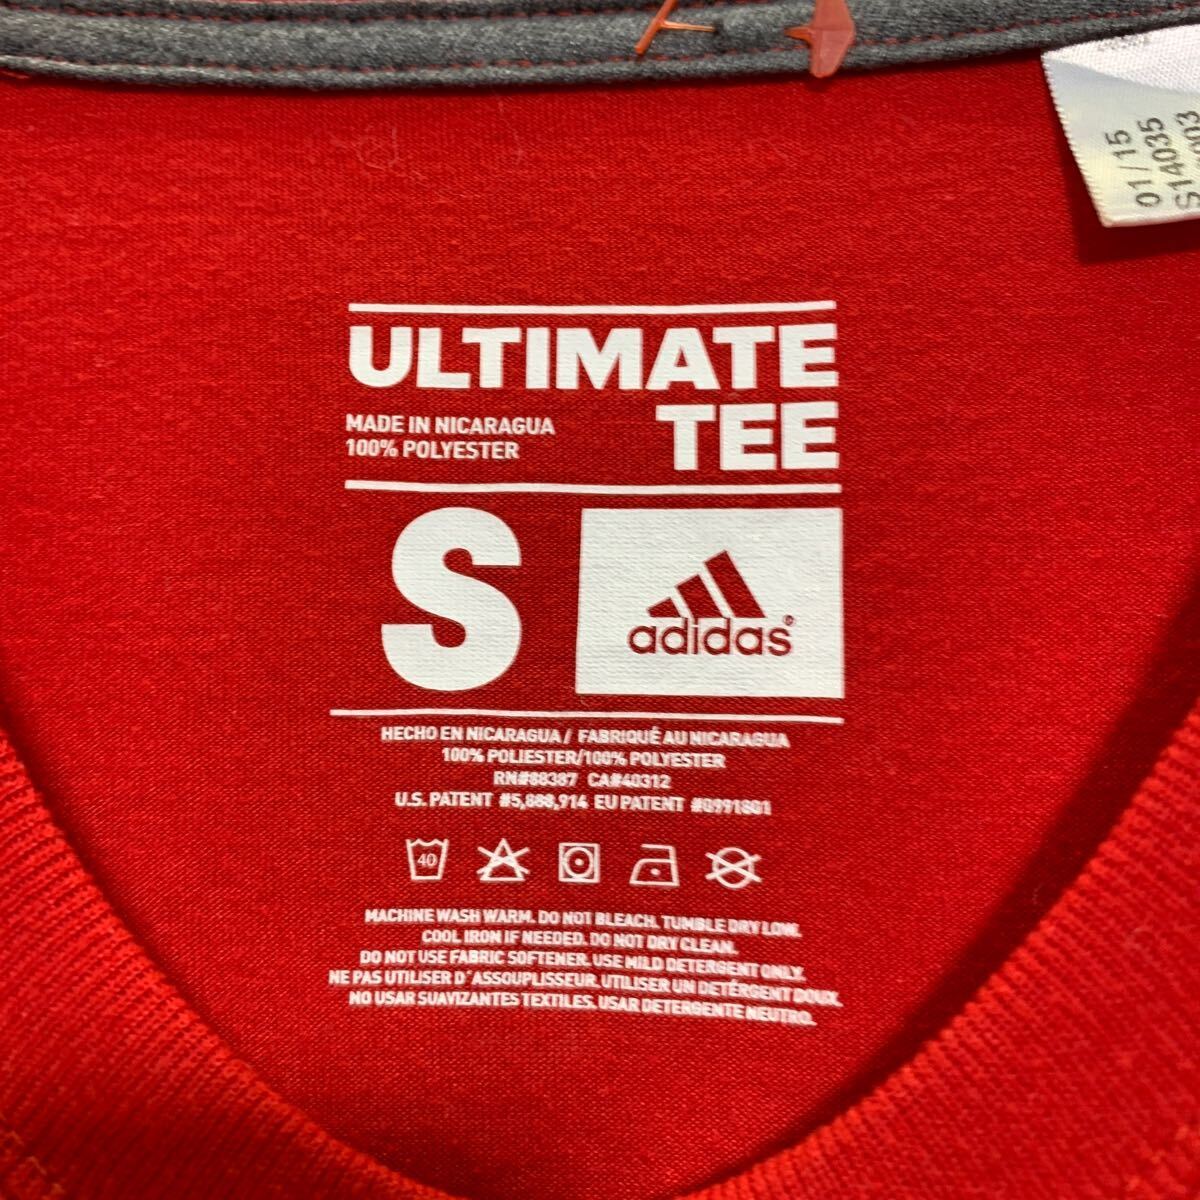 01/15
S14035
ULTIMATE
TEE
MADE IN NICARAGUA
100% POLYESTER
S
adidas®
HECHO EN NICARAGUA / FABRIQUÉ AU NICARAGUA
100% POLIESTER/100% POLYESTER
RN#88387 CA#40312
U.S. PATENT #5,888,914 EU PATENT #0991801
40
MACHINE WASH WARM. DO NOT BLEACH. TUMBLE DRY LOW.
COOL IRON IF NEEDED. DO NOT DRY CLEAN.
DO NOT USE FABRIC SOFTENER. USE MILD DETERGENT ONLY.
NE PAS UTILISER D'ASSOUPLISSEUR. UTILISER UN DÉTERGENT DOUX.
NO USAR SUAVIZANTES TEXTILES. USAR DETERGENTE NEUTRO.